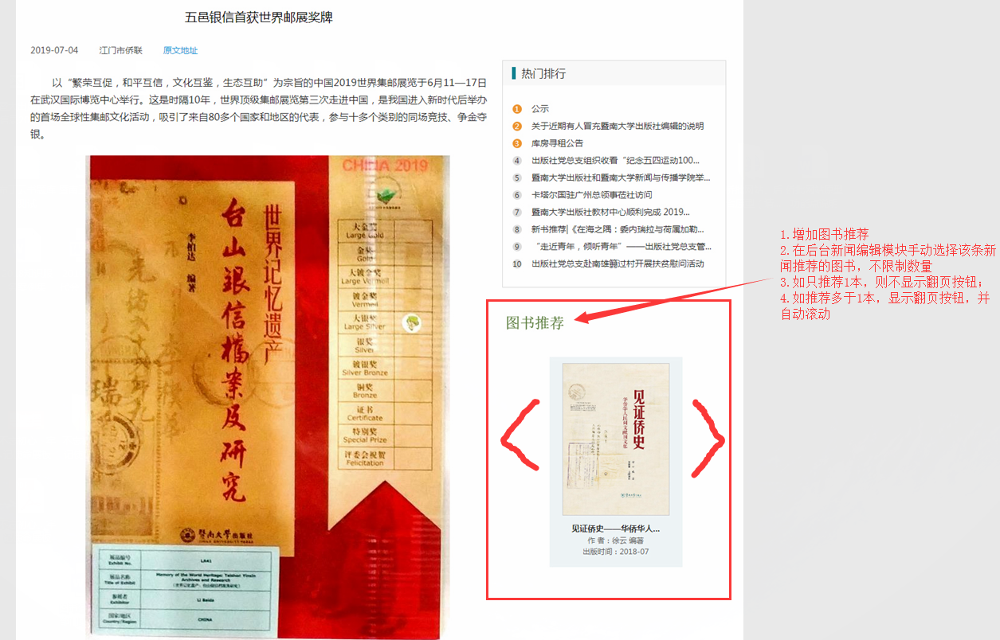 五邑银信首获世界邮展奖牌
2019-07-04 江门市侨联 原文地址
以“繁荣互促，和平互信，文化互鉴，生态互助”为宗旨的中国2019世界集邮展览于6月11—17日
在武汉国际博览中心举行。这是时隔10年，世界顶级集邮展览第三次走进中国，是我国进入新时代后举办
的首场全球性集邮文化活动，吸引了来自80多个国家和地区的代表，参与十多个类别的同场竞技、争金夺
银。
CHINA 2019
世界记忆遗产
台山银信档案及研究
李柏达 编著
暨南大学出版社
大金奖
Large Gold
金奖
Gold
大镀金奖
Large Vermeil
镀金奖
Vermeil
大银奖
Large Silver
银奖
Silver
镀银奖
Silver Bronze
铜奖
Bronze
证书
Certificate
特别奖
Special Prize
评委会祝贺
Felicitation
展品编号
Exhibit No.
LA41
展品名称
Title of Exhibit
Memory of the World Heritage: Taishan Yinxin
Archives and Research
参展者
Exhibitor
Li Baida
国家/地区
Country/Region
CHINA
热门排行
1 公示
2 关于近期有人冒充暨南大学出版社编辑的说明
3 库房寻租公告
4 出版社党总支组织收看“纪念五四运动100...
5 暨南大学出版社和暨南大学新闻与传播学院举...
6 卡塔尔国驻广州总领事莅社访问
7 暨南大学出版社教材中心顺利完成 2019...
8 新书推荐|《在海之隅：委内瑞拉与荷属加勒...
9 “走近青年，倾听青年”——出版社党总支管...
10 出版社党总支赴南雄篛过村开展扶贫慰问活动
图书推荐
见证侨史
见证侨史——华侨华人...
作 者：徐云 编著
出版时间：2018-07
1.增加图书推荐
2.在后台新闻编辑模块手动选择该条新
闻推荐的图书，不限制数量
3.如只推荐1本，则不显示翻页按钮；
4.如推荐多于1本，显示翻页按钮，并
自动滚动